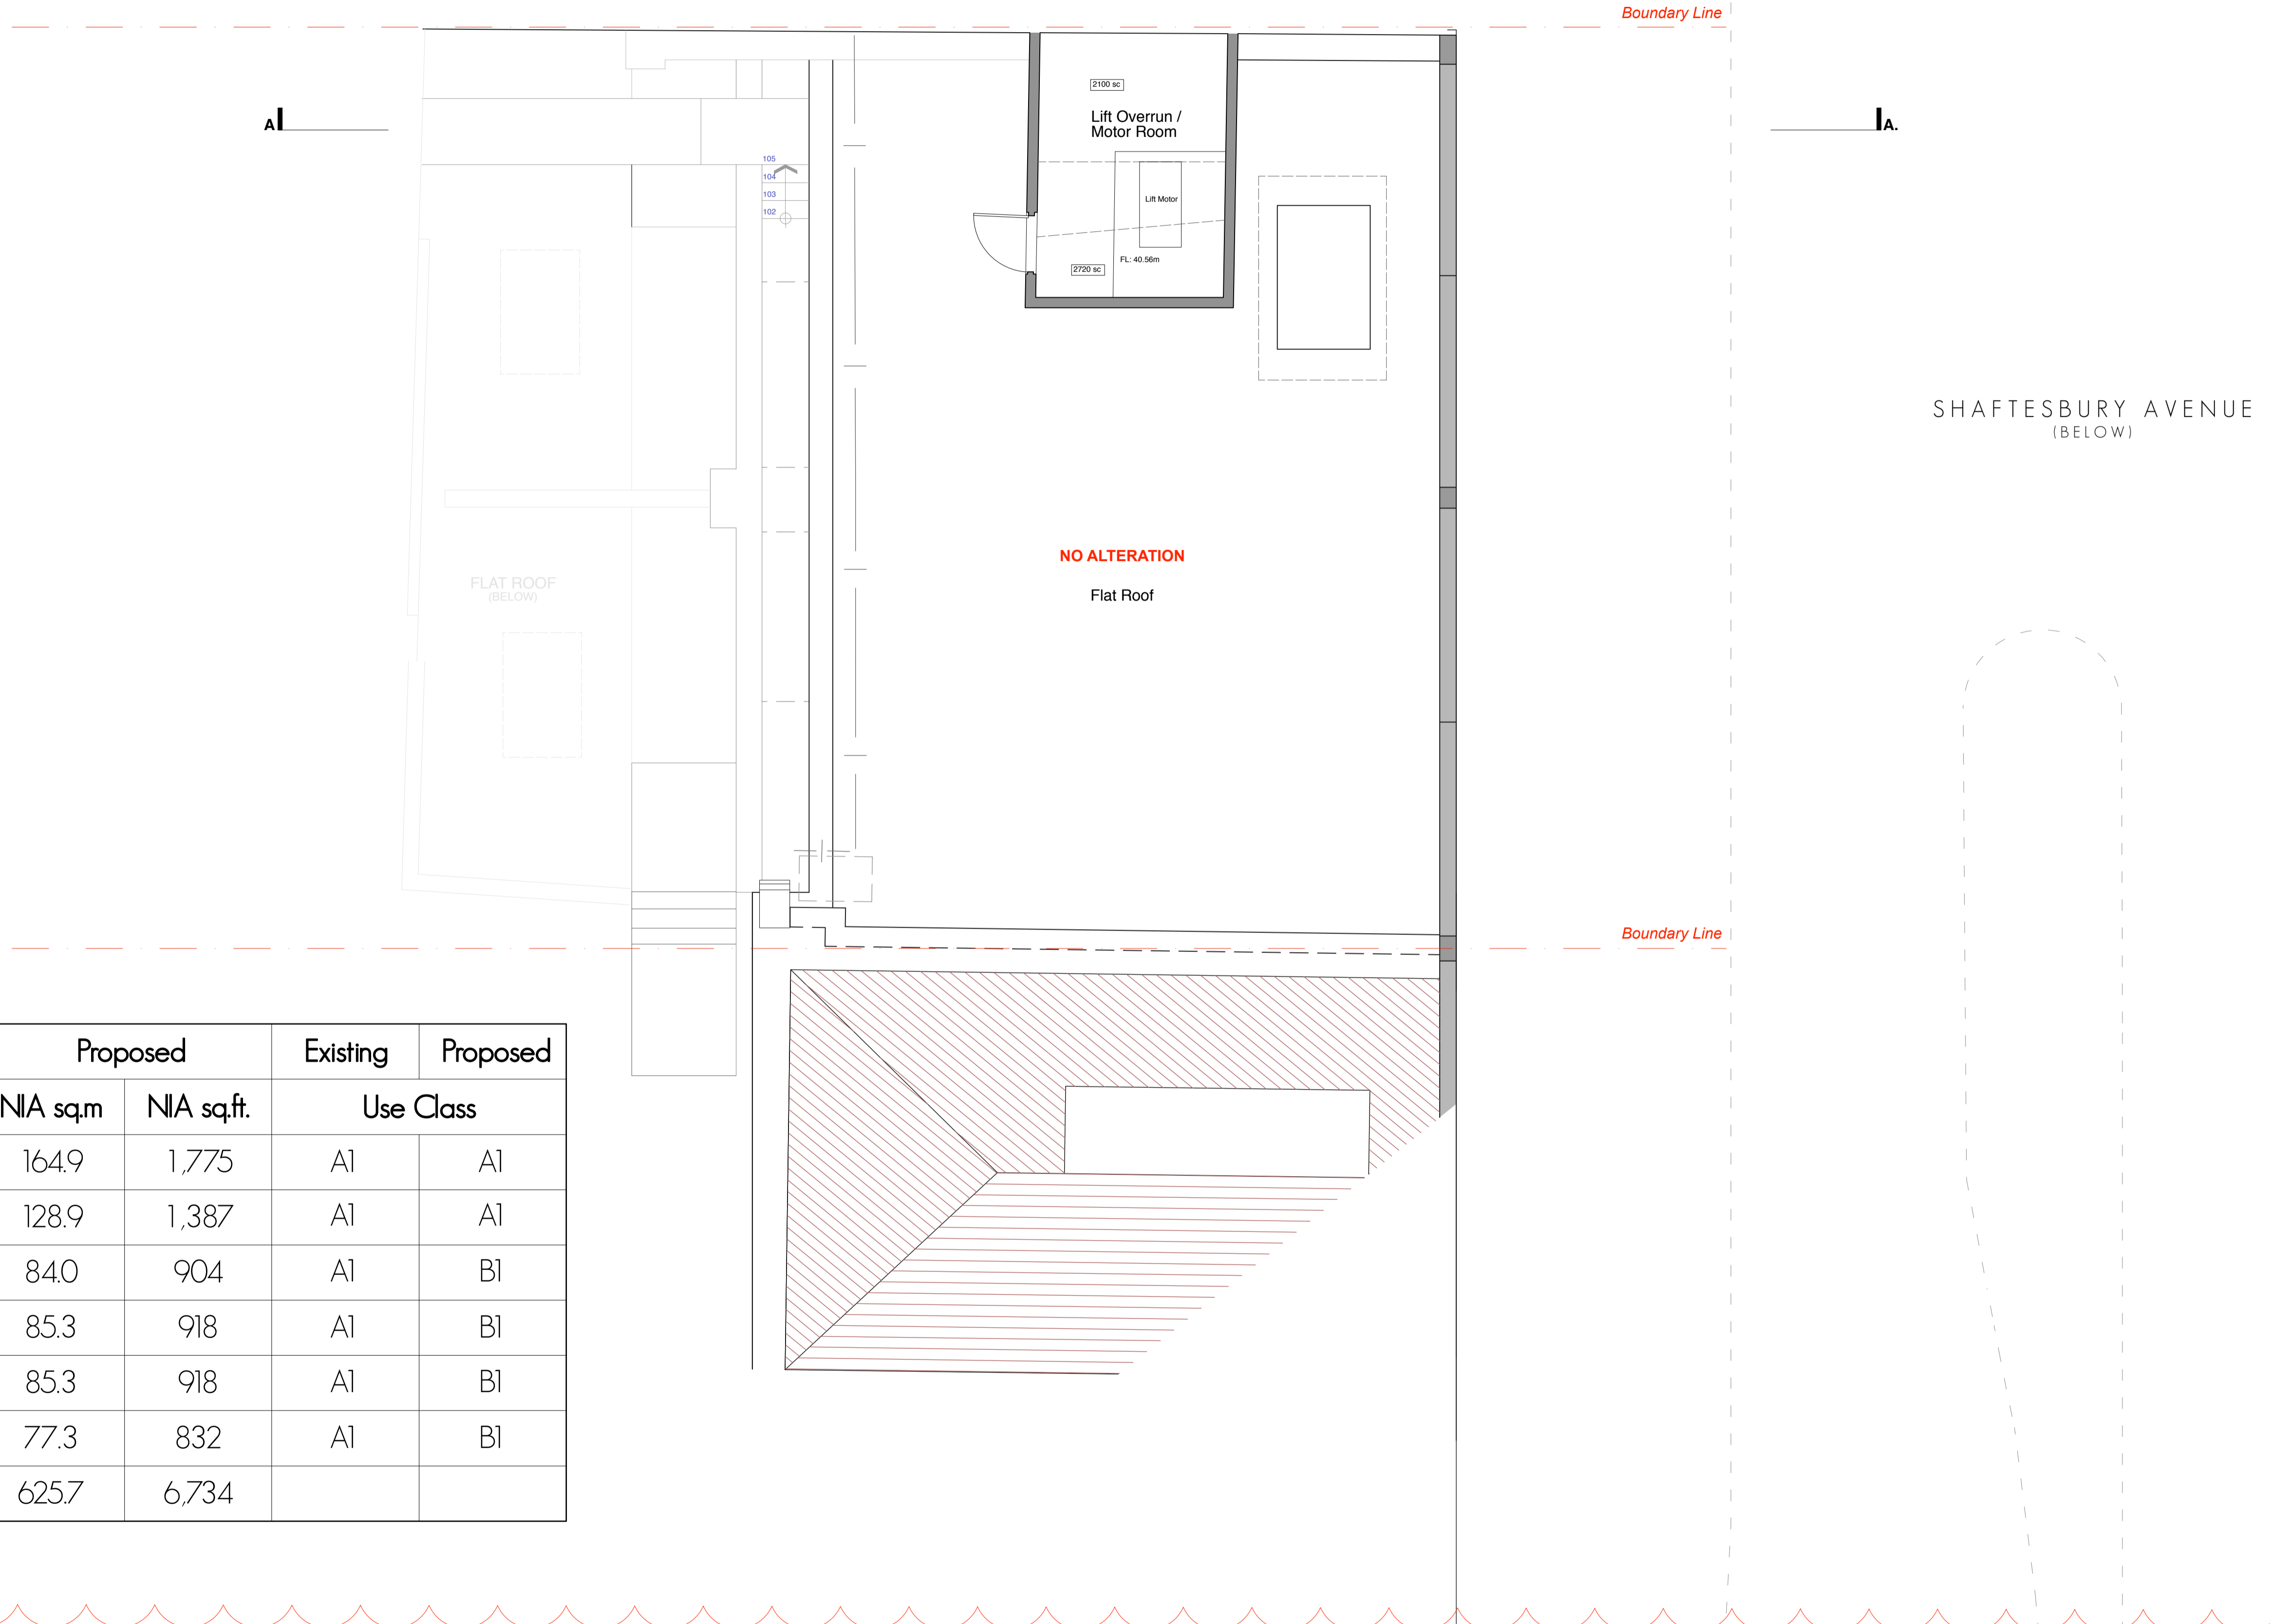 Boundary Line
A
A.
2100 sc
Lift Overrun /
Motor Room
105
104
103
102
Lift Motor
2720 sc
FL: 40.56m
SHAFTESBURY AVENUE
(BELOW)
NO ALTERATION
Flat Roof
FLAT ROOF
(BELOW)
Boundary Line
Proposed Existing Proposed
NIA sq.m NIA sq.ft. Use Class
164.9 1,775 A1 A1
128.9 1,387 A1 A1
84.0 904 A1 B1
85.3 918 A1 B1
85.3 918 A1 B1
77.3 832 A1 B1
625.7 6,734